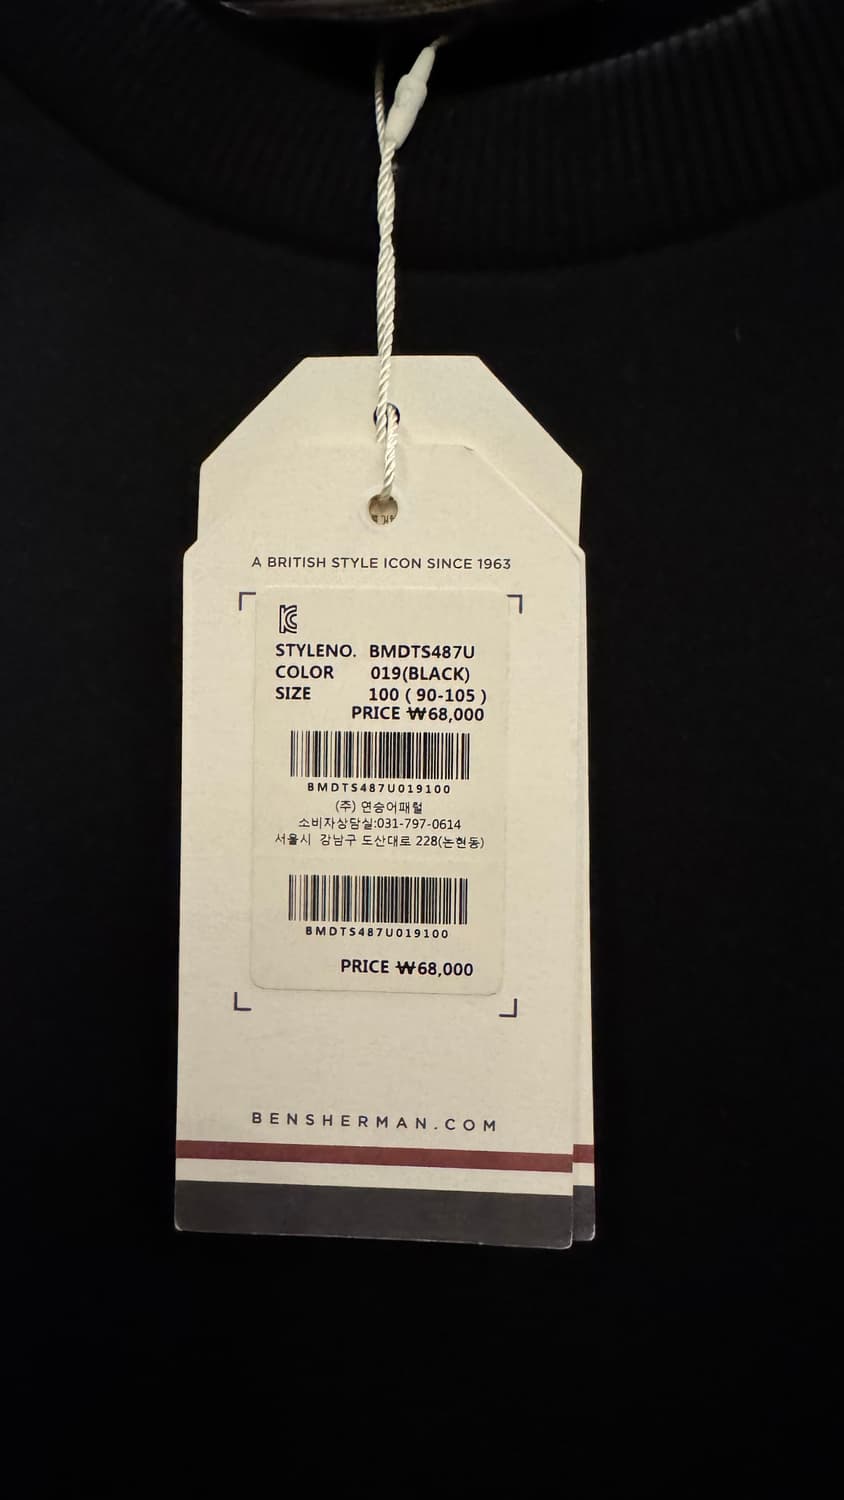 A BRITISH STYLE ICON SINCE 1963
KC
STYLENO. BMDTS487U
COLOR 019(BLACK)
SIZE 100 ( 90-105 )
PRICE ₩68,000
BMDTS487U019100
(주) 연승어패럴
소비자상담실:031-797-0614
서울시 강남구 도산대로 228(논현동)
BMDTS487U019100
PRICE ₩68,000
BENSHERMAN.COM